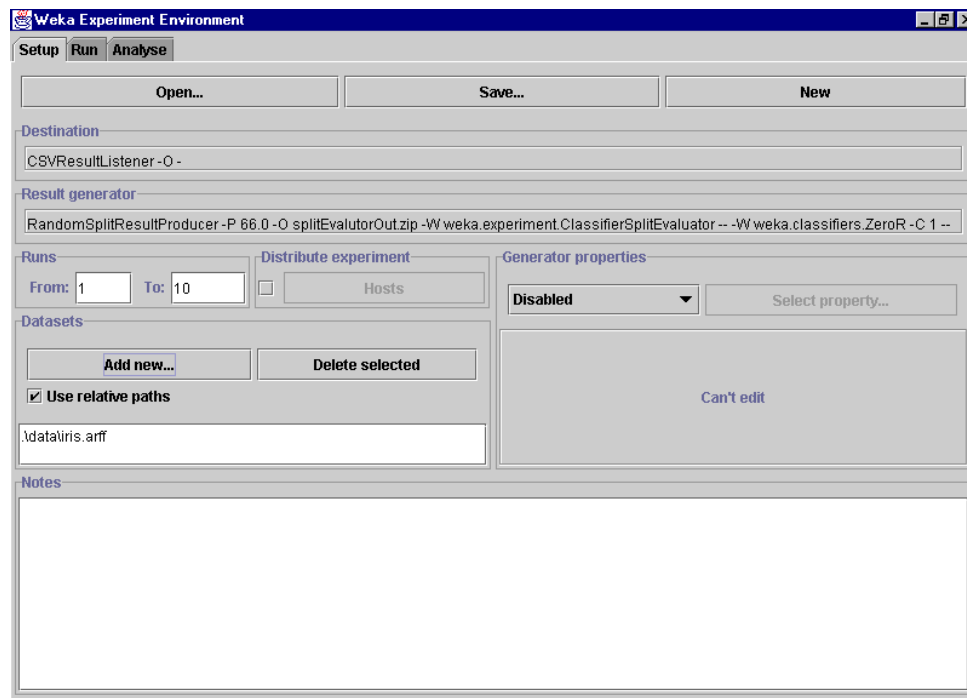 Weka Experiment Environment
Setup Run Analyse
Open... Save... New
Destination
CSVResultListener -O -
Result generator
RandomSplitResultProducer -P 66.0 -O splitEvalutorOut.zip -W weka.experiment.ClassifierSplitEvaluator -- -W weka.classifiers.ZeroR -C 1 --
Runs
From: 1 To: 10
Distribute experiment
Hosts
Generator properties
Disabled Select property...
Can't edit
Datasets
Add new... Delete selected
Use relative paths
.\data\iris.arff
Notes